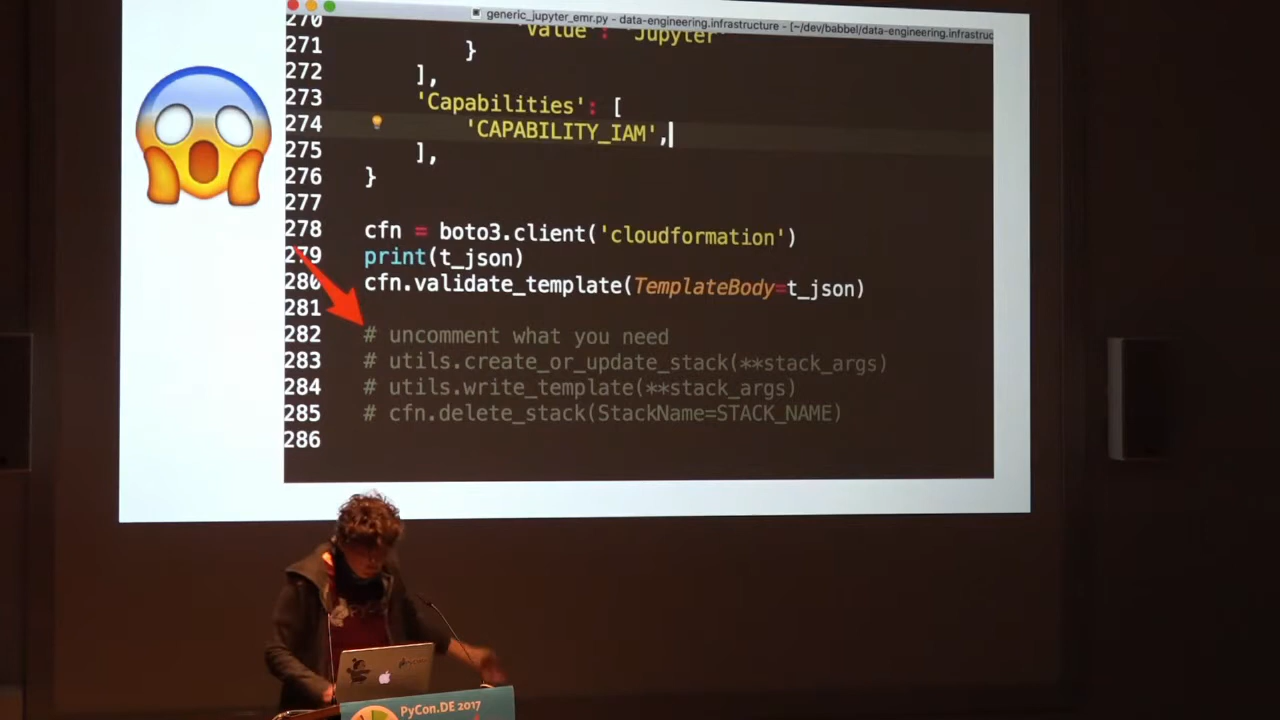 generic_jupyter_emr.py - data-engineering.infrastructure - [~/dev/babbel/data-engineering.infrastruc
270 'Value': 'Jupyter'
271 }
272 ],
273 'Capabilities': [
274 'CAPABILITY_IAM',
275 ],
276 }
277
278 cfn = boto3.client('cloudformation')
279 print(t_json)
280 cfn.validate_template(TemplateBody=t_json)
281
282 # uncomment what you need
283 # utils.create_or_update_stack(**stack_args)
284 # utils.write_template(**stack_args)
285 # cfn.delete_stack(StackName=STACK_NAME)
286
PyCon.DE 2017